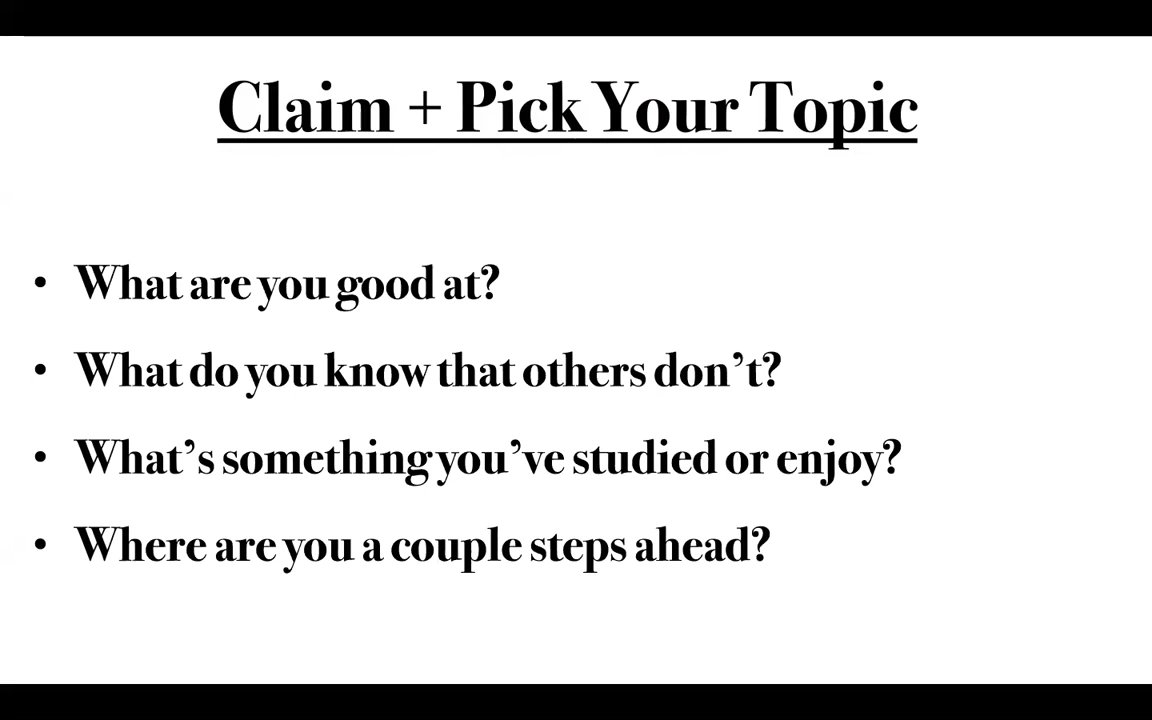 Claim + Pick Your Topic
• What are you good at?
• What do you know that others don’t?
• What’s something you’ve studied or enjoy?
• Where are you a couple steps ahead?